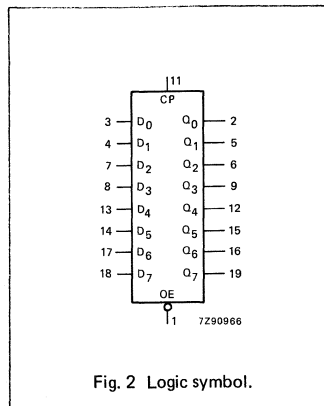 11
CP
3 D0 Q0 2
4 D1 Q1 5
7 D2 Q2 6
8 D3 Q3 9
13 D4 Q4 12
14 D5 Q5 15
17 D6 Q6 16
18 D7 Q7 19
OE
1 7Z90966
Fig. 2 Logic symbol.